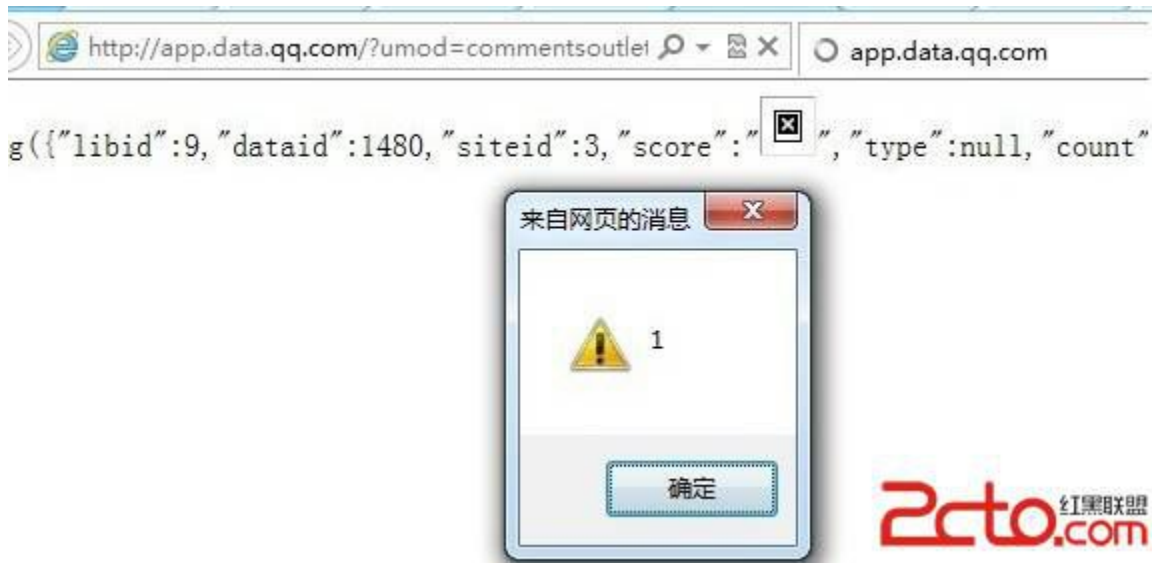 http://app.data.qq.com/?umod=commentsoutlet
app.data.qq.com
g({"libid":9,"dataid":1480,"siteid":3,"score":" ","type":null,"count"
来自网页的消息
1
确定
2cto.com
红黑联盟